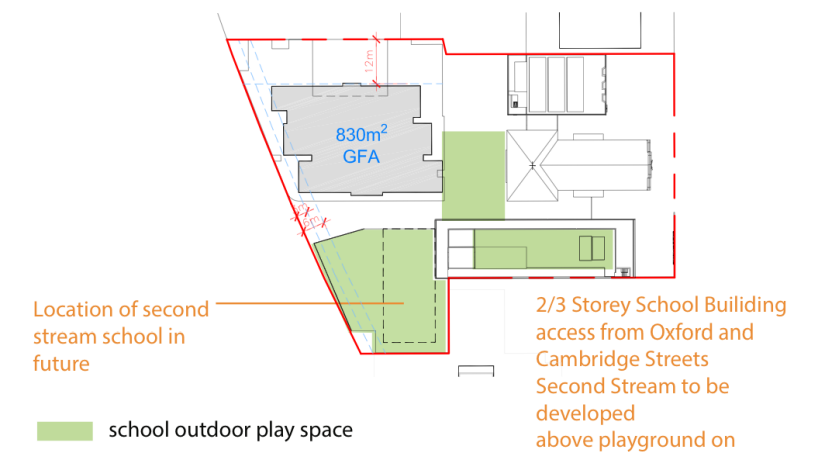 12m
830m²
GFA
Location of second
stream school in
future
2/3 Storey School Builiding
access from Oxford and
Cambridge Streets
Second Stream to be
developed
above playground on
school outdoor play space